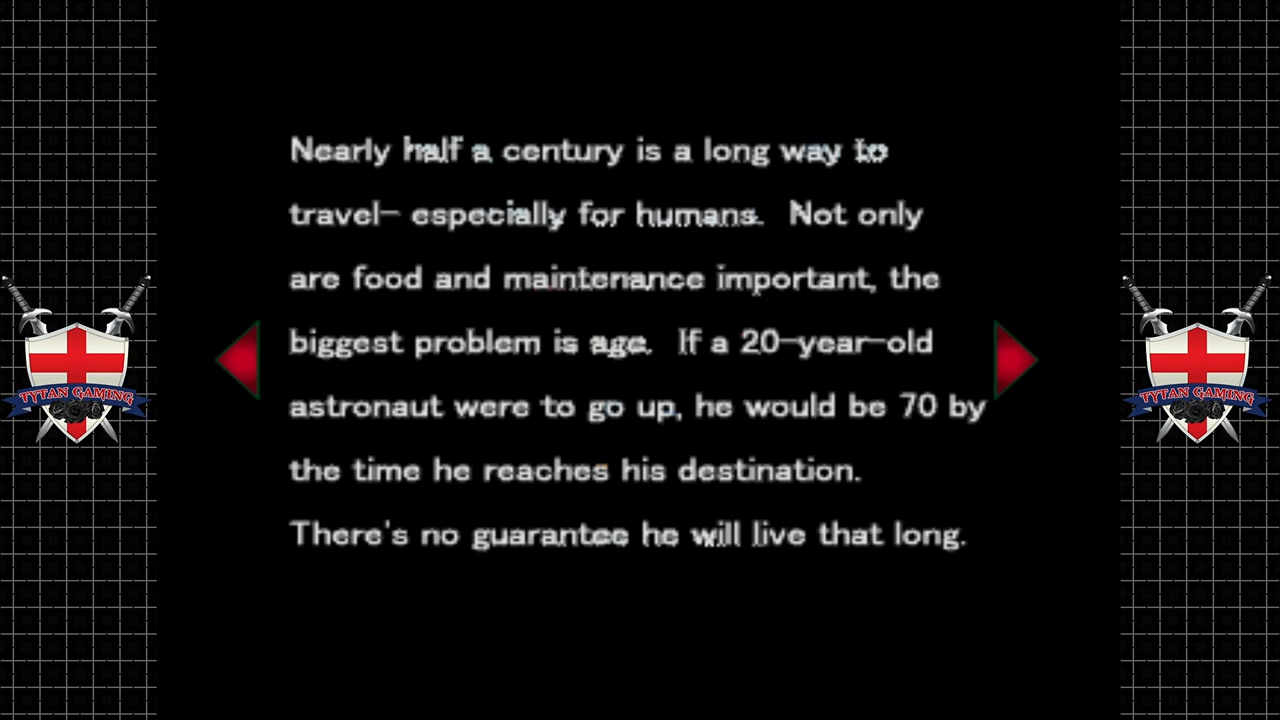 Nearly half a century is a long way to
travel- especially for humans. Not only
are food and maintenance important, the
biggest problem is age. If a 20-year-old
astronaut were to go up, he would be 70 by
the time he reaches his destination.
There's no guarantee he will live that long.
TYTAN GAMING
TYTAN GAMING